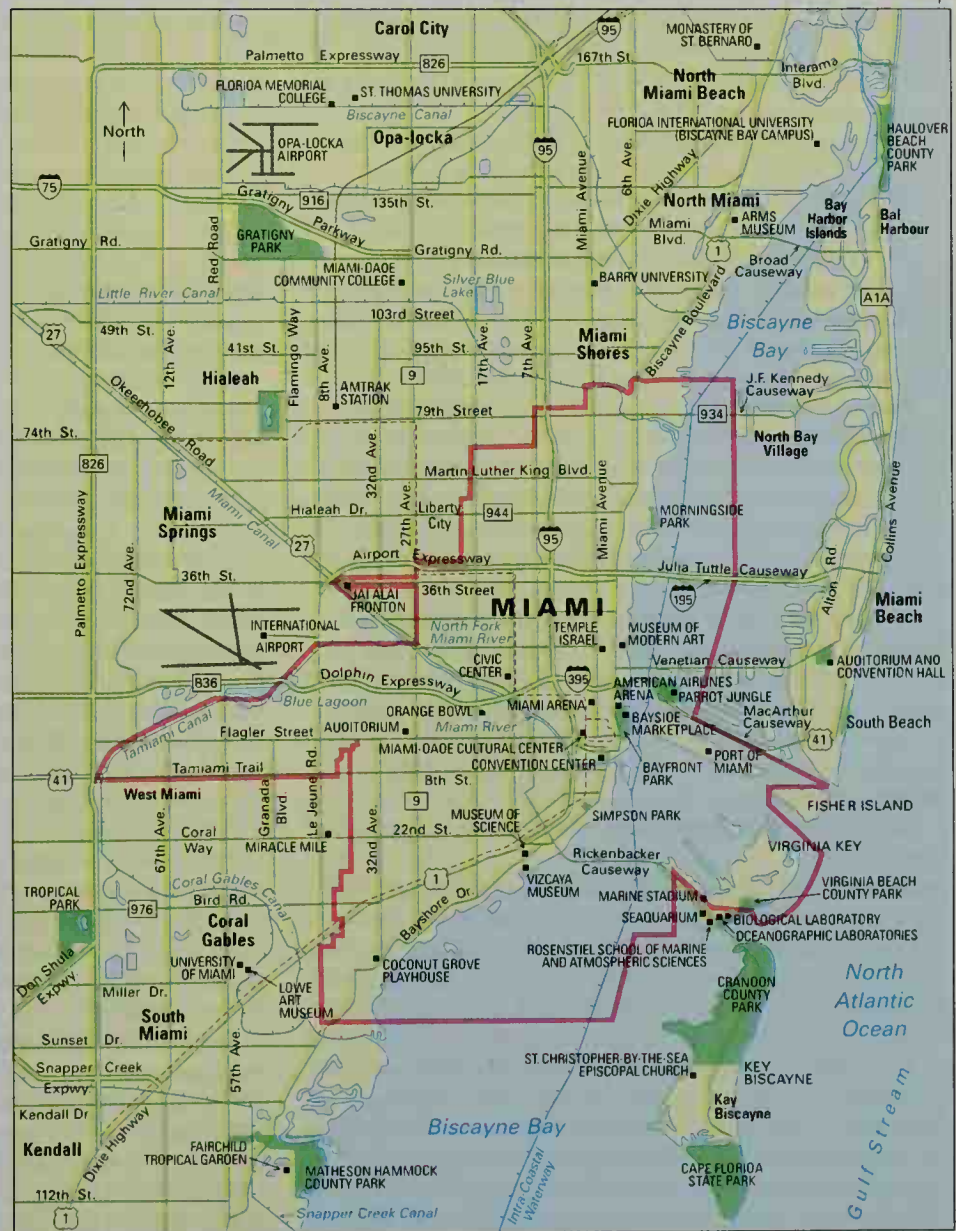 Carol City
95
MONASTERY OF
ST. BERNARD
Palmetto Expressway
826
167th St.
Interama
Blvd.
North
Miami Beach
FLORIDA MEMORIAL
COLLEGE
ST. THOMAS UNIVERSITY
Biscayne Canal
North
OPA-LOCKA
AIRPORT
Opa-locka
FLORIDA INTERNATIONAL UNIVERSITY
(BISCAYNE BAY CAMPUS)
HAULOVER
BEACH
COUNTY
PARK
95
Miami Avenue
6th Ave.
Dixie Highway
75
Gratigny
Parkway
916
135th St.
North Miami
ARMS
MUSEUM
Bay
Harbor
Islands
Bal
Harbour
Miami
Blvd.
1
Broad
Causeway
Gratigny Rd.
Red Road
GRATIGNY
PARK
Gratigny Rd.
MIAMI-DAOE
COMMUNITY COLLEGE
Silver Blue
Lake
BARRY UNIVERSITY
Little River Canal
103rd Street
A1A
27
49th St.
12th Ave.
41st St.
Flamingo Way
8th Ave.
95th St.
17th Ave.
7th Ave.
Miami
Shores
Biscayne Boulevard
Biscayne
Bay
Hialeah
9
AMTRAK
STATION
J.F. Kennedy
Causeway
Okeechobee Road
79th Street
934
74th St.
North Bay
Village
826
32nd Ave.
27th Ave.
Martin Luther King Blvd.
Miami Avenue
Collins Avenue
Miami Canal
Hialeah Dr.
Liberty
City
944
MORNINGSIDE
PARK
Miami
Springs
27
95
Palmetto Expressway
72nd Ave.
Airport Expressway
Alton Rd
36th St.
JAI ALAI
FRONTON
36th Street
Julia Tuttle Causeway
195
MIAMI
Miami
Beach
INTERNATIONAL
AIRPORT
North Fork
Miami River
TEMPLE
ISRAEL
MUSEUM OF
MODERN ART
CIVIC
CENTER
Venetian Causeway
AUOITORIUM AND
CONVENTION HALL
836
Dolphin Expressway
395
AMERICAN AIRLINES
ARENA
PARROT JUNGLE
Blue Lagoon
ORANGE BOWL
MIAMI ARENA
MacArthur
Causeway
Tamiami Canal
AUOITORIUM
Miami River
BAYSIDE
MARKETPLACE
South Beach
Flagler Street
MIAMI-DAOE CULTURAL CENTER
41
Tamiami Trail
CONVENTION CENTER
BAYFRONT
PARK
PORT OF
MIAMI
41
8th St.
West Miami
Le Jeune Rd.
Granada
Blvd.
9
FISHER ISLAND
67th Ave.
32nd Ave.
MUSEUM OF
SCIENCE
SIMPSON PARK
Coral
Way
22nd St.
MIRACLE MILE
VIRGINIA KEY
Rickenbacker
Causeway
Coral Gables Canal
1
VIZCAYA
MUSEUM
VIRGINIA BEACH
COUNTY PARK
TROPICAL
PARK
Bird Rd.
976
Bayshore Dr.
MARINE STADIUM
SEAQUARIUM
BIOLOGICAL LABORATORY
OCEANOGRAPHIC LABORATORIES
Coral
Gables
ROSENSTIEL SCHOOL OF MARINE
AND ATMOSPHERIC SCIENCES
UNIVERSITY
OF MIAMI
COCONUT GROVE
PLAYHOUSE
Don Shula
Expwy
Miller Dr.
LOWE
ART
MUSEUM
CRANDON
COUNTY
PARK
North
Atlantic
Ocean
South
Miami
Sunset Dr.
57th Ave.
ST. CHRISTOPHER-BY-THE-SEA
EPISCOPAL CHURCH
KEY
BISCAYNE
Snapper Creek
Expwy
Kay
Biscayne
Kendall Dr
Dixie Highway
Biscayne Bay
Gulf Stream
Kendall
FAIRCHILD
TROPICAL GARDEN
MATHESON HAMMOCK
COUNTY PARK
Intra-Coastal
Waterway
CAPE FLORIDA
STATE PARK
112th St.
1
Snapper Creek Canal